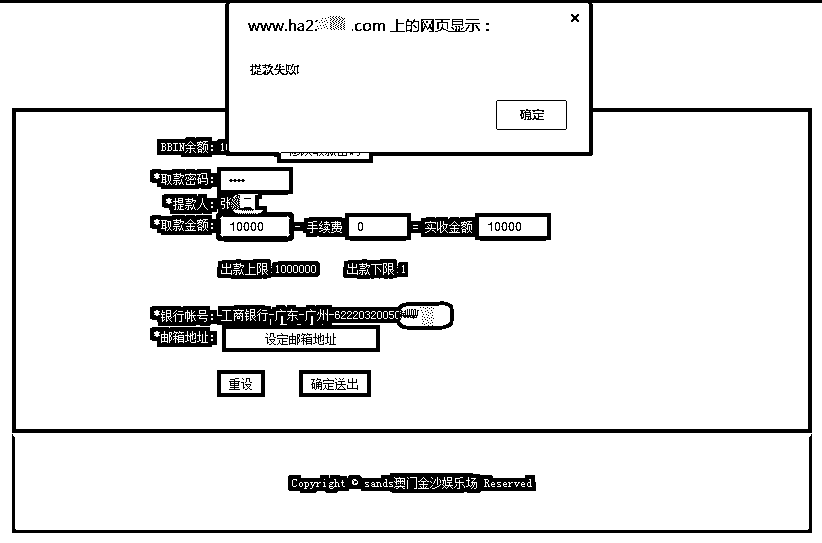 www.ha2 .com 上的网页显示：
提款失败!
确定
BBIN余额:
*取款密码: ••••
*提款人: 张 二
*取款金额: 10000 - 手续费 0 = 实收金额 10000
出款上限:1000000 出款下限:1
*银行帐号: 工商银行-广东-广州-62220320050
*邮箱地址: 设定邮箱地址
重设 确定送出
Copyright © sands澳门金沙娱乐场 Reserved